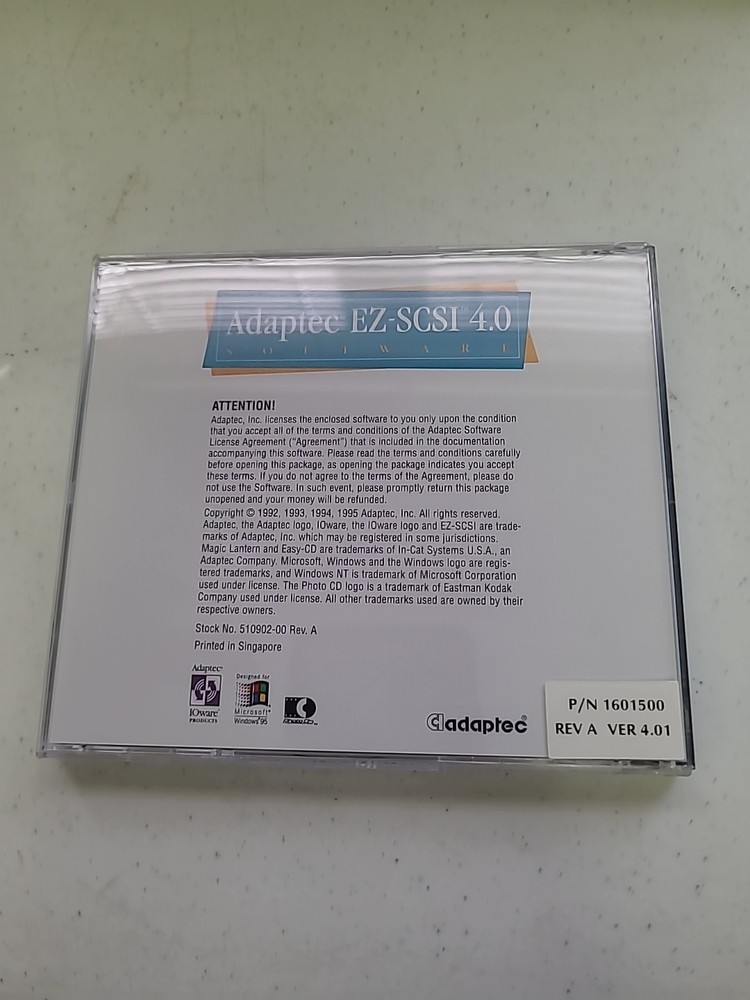 Adaptec EZ-SCSI 4.0
SOFTWARE
ATTENTION!
Adaptec, Inc. licenses the enclosed software to you only upon the condition
that you accept all of the terms and conditions of the Adaptec Software
License Agreement ("Agreement") that is included in the documentation
accompanying this software. Please read the terms and conditions carefully
before opening this package, as opening the package indicates you accept
these terms. If you do not agree to the terms of the Agreement, please do
not use the Software. In such event, please promptly return this package
unopened and your money will be refunded.
Copyright © 1992, 1993, 1994, 1995 Adaptec, Inc. All rights reserved.
Adaptec, the Adaptec logo, IOware, the IOware logo and EZ-SCSI are trade-
marks of Adaptec, Inc. which may be registered in some jurisdictions.
Magic Lantern and Easy-CD are trademarks of In-Cat Systems U.S.A., an
Adaptec Company. Microsoft, Windows and the Windows logo are regis-
tered trademarks, and Windows NT is trademark of Microsoft Corporation
used under license. The Photo CD logo is a trademark of Eastman Kodak
Company used under license. All other trademarks used are owned by their
respective owners.
Stock No. 510902-00 Rev. A
Printed in Singapore
Adaptec
IOware
PRODUCTS
Designed for
Microsoft®
Windows®95
adaptec®
P/N 1601500
REV A VER 4.01